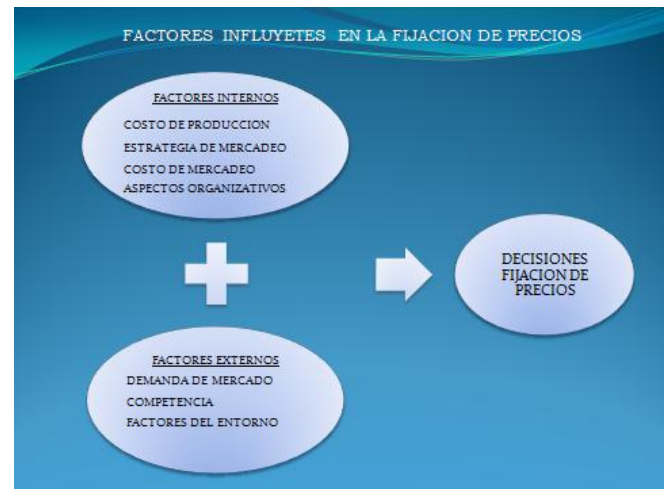 FACTORES INFLUYETES EN LA FIJACION DE PRECIOS
FACTORES INTERNOS
COSTO DE PRODUCCION
ESTRATEGIA DE MERCADEO
COSTO DE MERCADEO
ASPECTOS ORGANIZATIVOS
DECISIONES
FIJACION DE
PRECIOS
FACTORES EXTERNOS
DEMANDA DE MERCADO
COMPETENCIA
FACTORES DEL ENTORNO